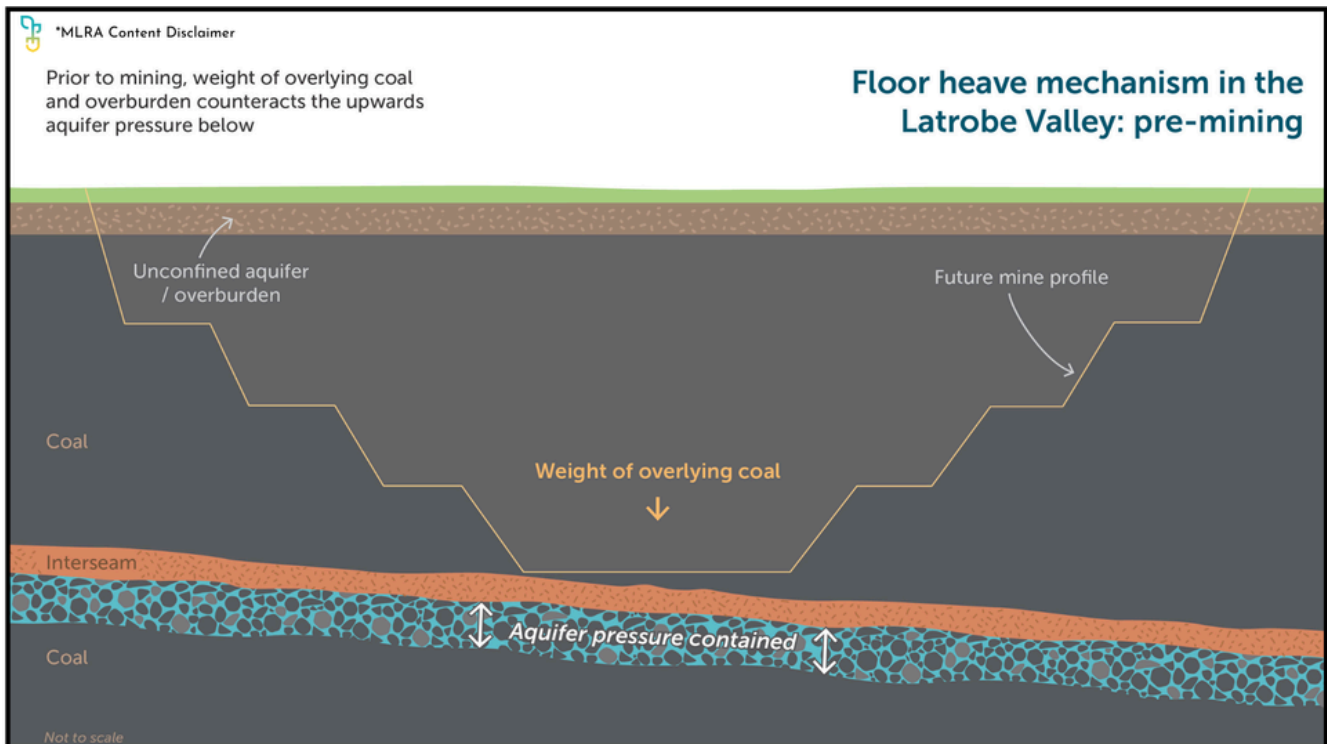 *MLRA Content Disclaimer
Prior to mining, weight of overlying coal
and overburden counteracts the upwards
aquifer pressure below
Floor heave mechanism in the
Latrobe Valley: pre-mining
Unconfined aquifer
/ overburden
Future mine profile
Coal
Weight of overlying coal
Interseam
Aquifer pressure contained
Coal
Not to scale